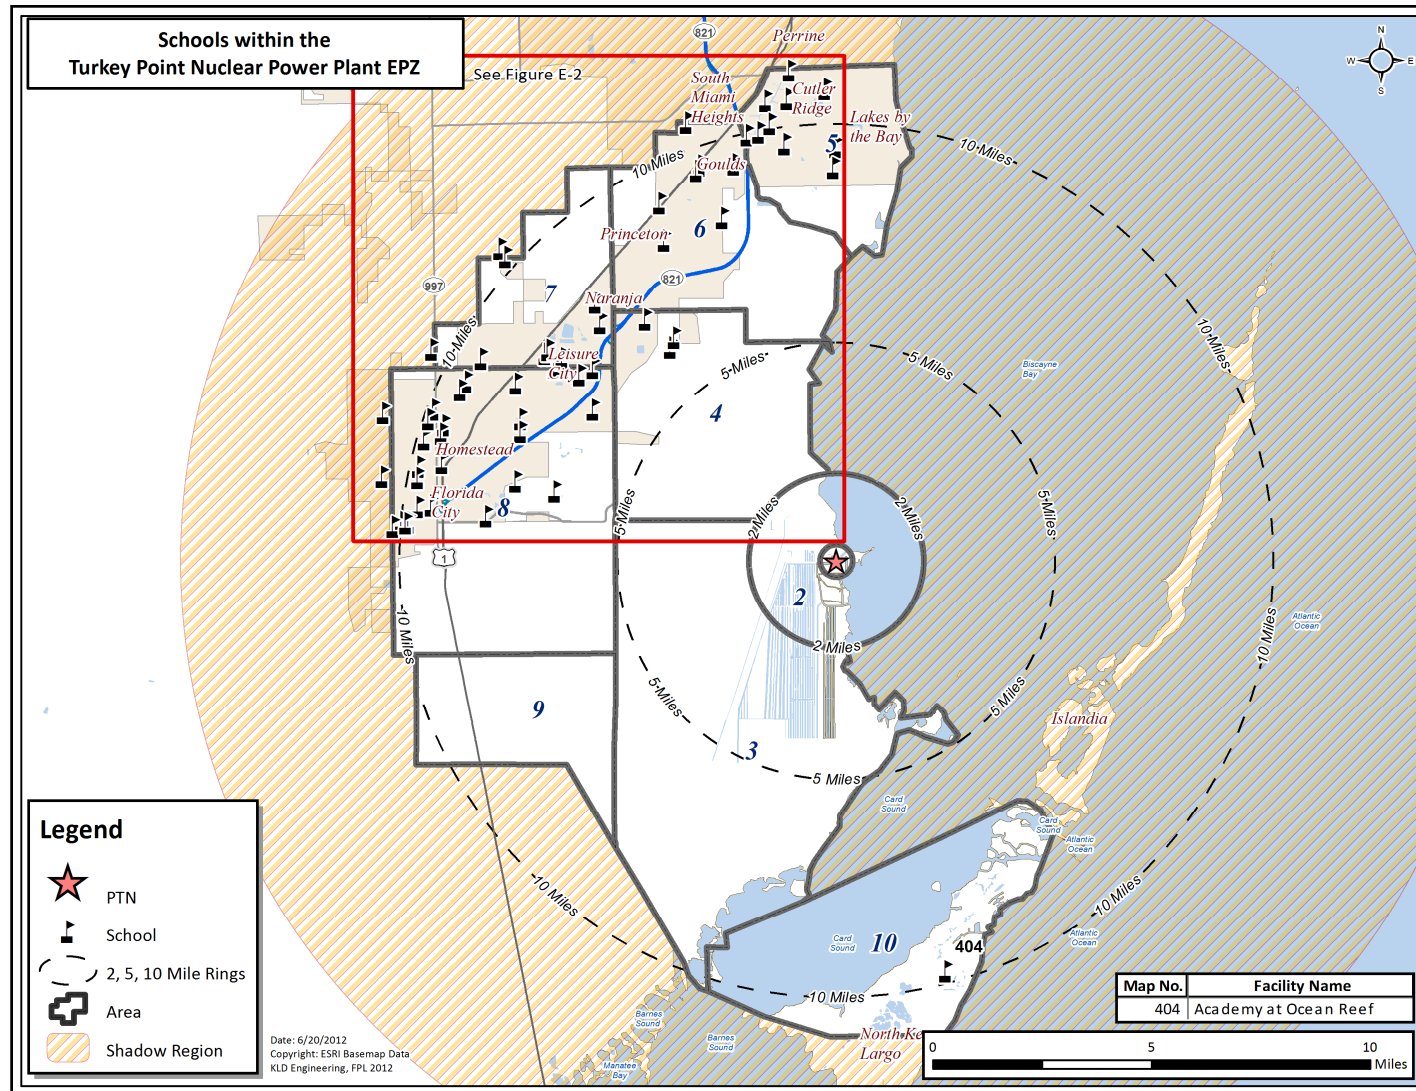 Schools within the
Turkey Point Nuclear Power Plant EPZ
See Figure E-2
821
Perrine
N
W E
S
South
Miami
Heights
Cutler
Ridge
Lakes by
the Bay
5
10 Miles
10 Miles
Goulds
6
Princeton
821
997
7
Naranja
10 Miles
10 Miles
Leisure
City
5 Miles
5 Miles
Biscayne
Bay
4
Homestead
Florida
City
8
5 Miles
2 Miles
2 Miles
5 Miles
1
2
10 Miles
2 Miles
10 Miles
Atlantic
Ocean
5 Miles
5 Miles
9
3
Islandia
5 Miles
Card
Sound
Card
Sound
Atlantic
Ocean
10 Miles
10 Miles
Card
Sound
10
404
Atlantic
Ocean
10 Miles
Barnes
Sound
Barnes
Sound
Manatee
Bay
North Ke
Largo
Legend
PTN
School
2, 5, 10 Mile Rings
Area
Shadow Region
Date: 6/20/2012
Copyright: ESRI Basemap Data
KLD Engineering, FPL 2012
Map No. Facility Name
404 Academy at Ocean Reef
0 5 10
Miles